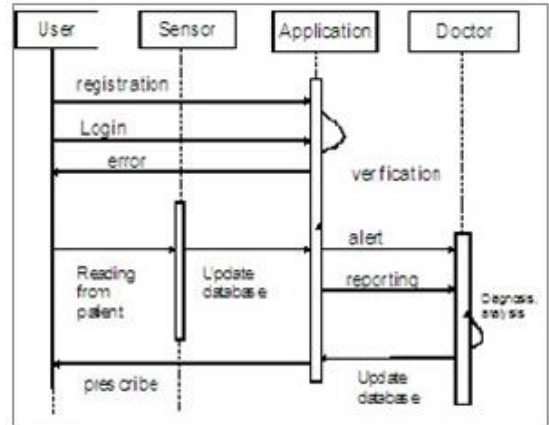 User
Sensor
Application
Doctor
registration
Login
error
verfication
alert
Reading
from
patient
Update
database
reporting
Diagnosis,
analysis
prescribe
Update
database